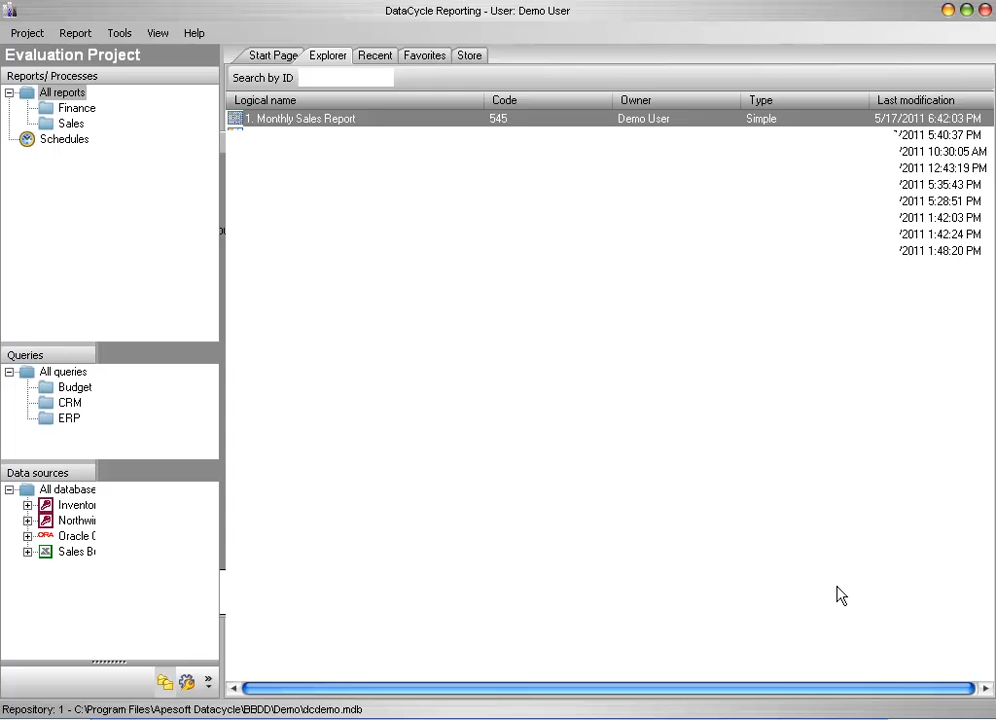 DataCycle Reporting - User: Demo User
Project Report Tools View Help
Evaluation Project
Start Page Explorer Recent Favorites Store
Reports/ Processes
Search by ID
All reports
Finance
Sales
Schedules
Logical name Code Owner Type Last modification
1. Monthly Sales Report 545 Demo User Simple 5/17/2011 6:42:03 PM
/2011 5:40:37 PM
/2011 10:30:05 AM
/2011 12:43:19 PM
/2011 5:35:43 PM
/2011 5:28:51 PM
/2011 1:42:03 PM
/2011 1:42:24 PM
/2011 1:48:20 PM
Queries
All queries
Budget
CRM
ERP
Data sources
All database
Invento
Northwi
Oracle
Sales
Repository: 1 - C:\Program Files\Apesoft Datacycle\BBDD\Demo\dcdemo.mdb